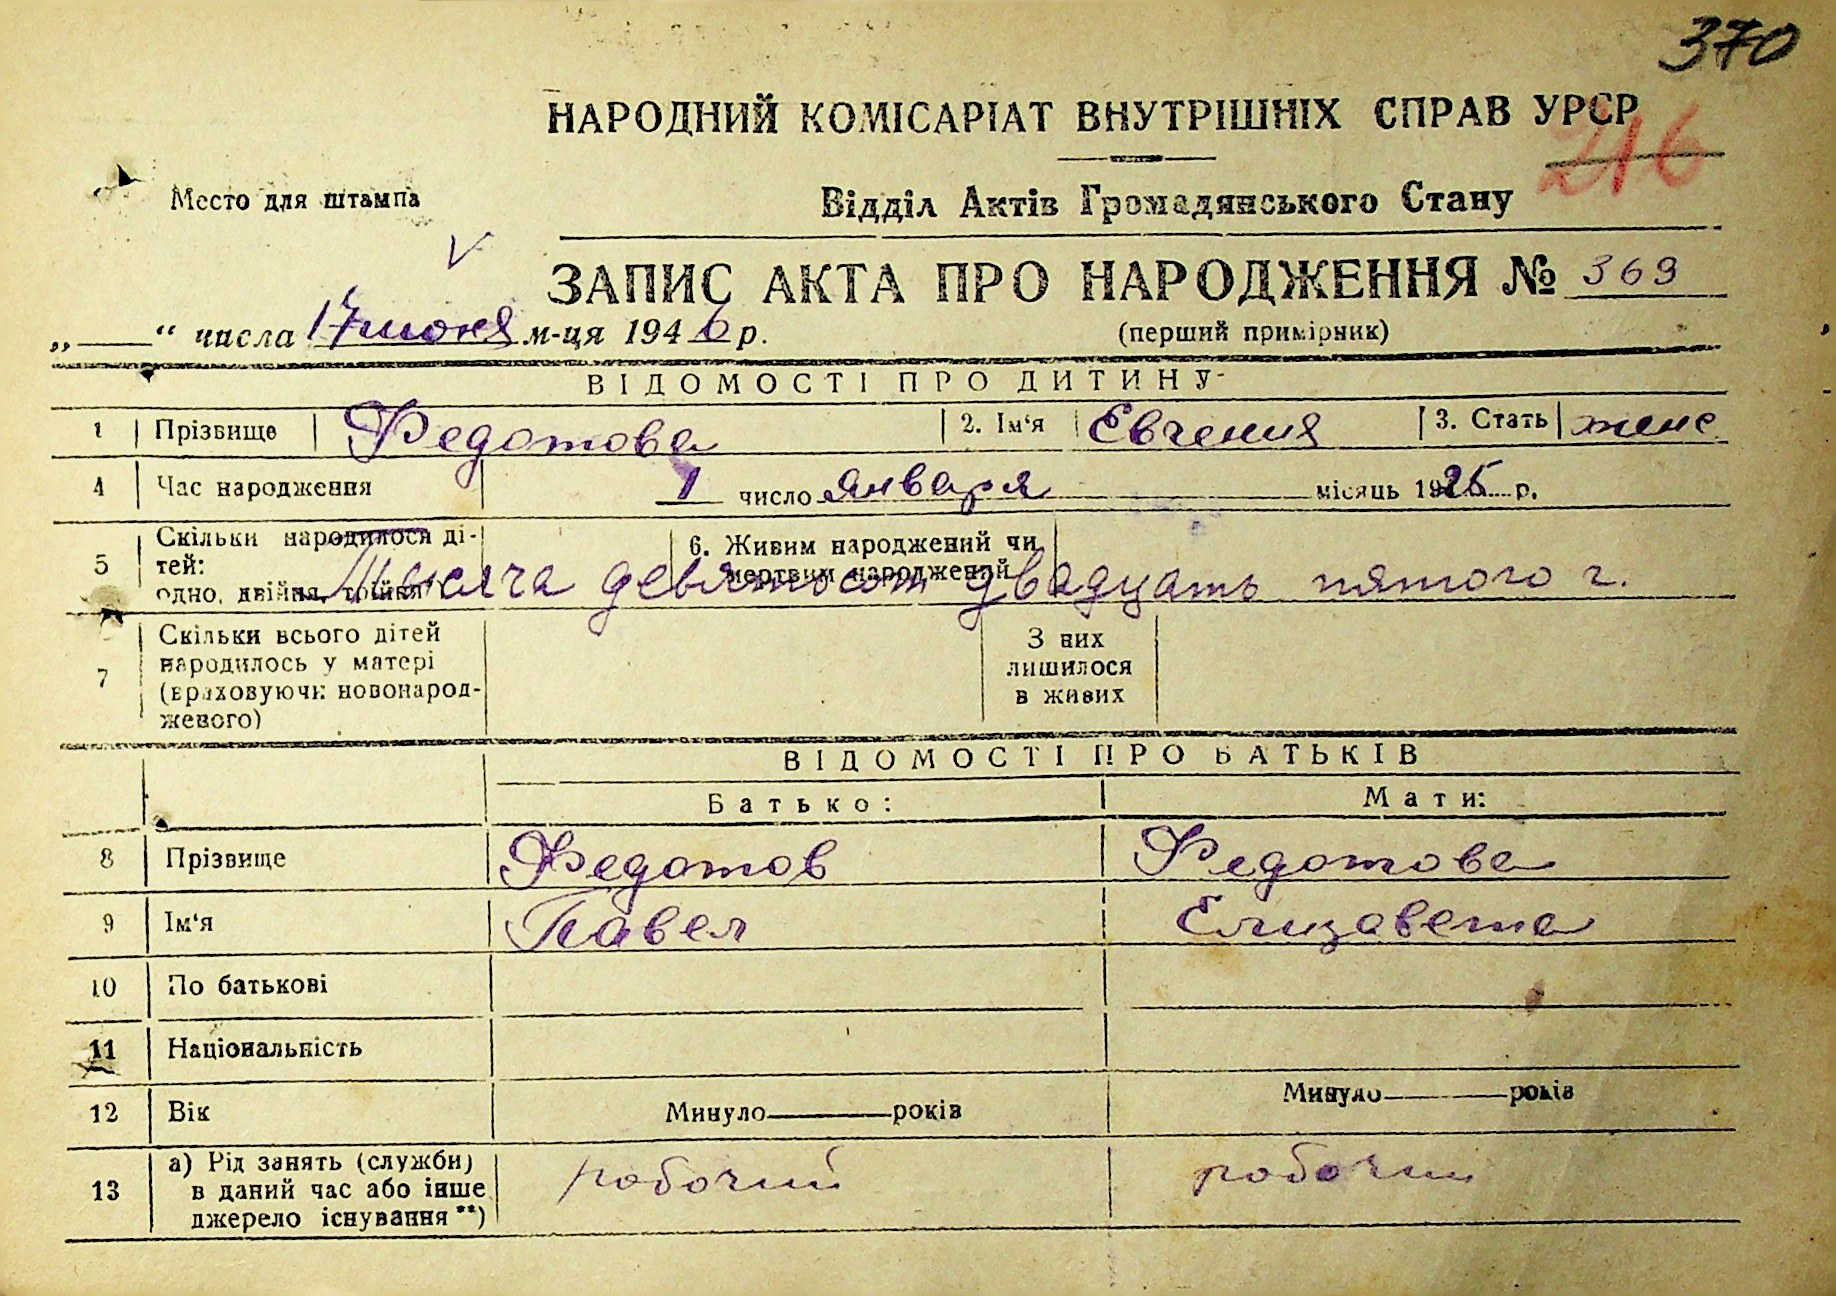 370
НАРОДНИЙ КОМІСАРІАТ ВНУТРІШНІХ СПРАВ УРСР
216
Место для штампа
Відділ Актів Громадянського Стану
V
ЗАПИС АКТА ПРО НАРОДЖЕННЯ № 369
„ “ числа 17 июня м-ця 1946 р.
(перший примірник)
ВІДОМОСТІ ПРО ДИТИНУ
1 Прізвище Федотова 2. Ім‘я Евгения 3. Стать женс
4 Час народження 1 число января місяць 1925 р.
5 Скільки народилося ді-
тей:
одно, двійня, трійня
6. Живим народжений чи
мертвим народжений
Тысяча девятьсот двадцать пятого г.
7 Скільки всього дітей
народилось у матері
(враховуючи новонарод-
женого)
З них
лишилося
в живих
ВІДОМОСТІ ПРО БАТЬКІВ
Батько: Мати:
8 Прізвище Федотов Федотова
9 Ім‘я Павел Елизавета
10 По батькові
11 Національність
12 Вік Минуло років Минуло років
13 а) Рід занять (служби)
в даний час або інше
джерело існування**)
робочий робочий